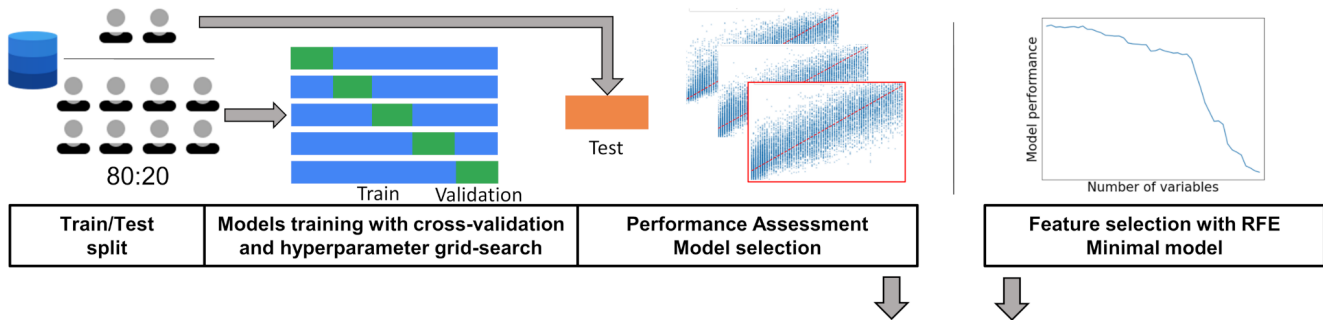 80:20
Train
Validation
Test
Model performance
Number of variables
Train/Test
split
Models training with cross-validation
and hyperparameter grid-search
Performance Assessment
Model selection
Feature selection with RFE
Minimal model